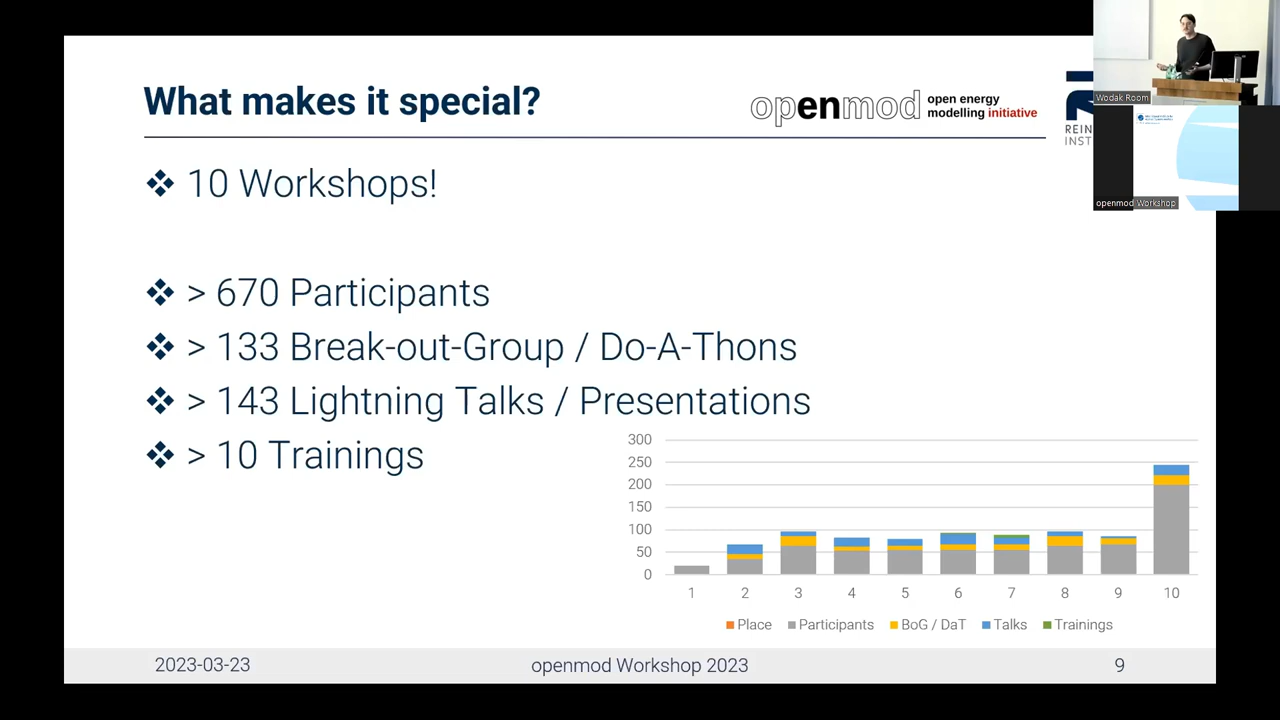 What makes it special?
openmod
open energy
modelling initiative
REIN
INST
Wodak Room
openmod Workshop
❖ 10 Workshops!
❖ > 670 Participants
❖ > 133 Break-out-Group / Do-A-Thons
❖ > 143 Lightning Talks / Presentations
❖ > 10 Trainings
300
250
200
150
100
50
0
1 2 3 4 5 6 7 8 9 10
Place Participants BoG / DaT Talks Trainings
2023-03-23 openmod Workshop 2023 9